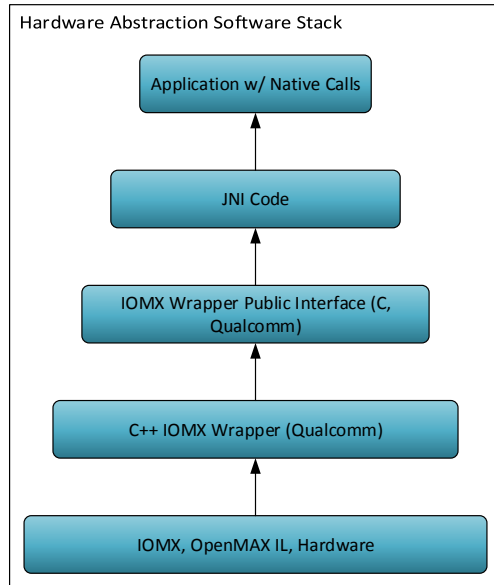 Hardware Abstraction Software Stack
Application w/ Native Calls
JNI Code
IOMX Wrapper Public Interface (C,
Qualcomm)
C++ IOMX Wrapper (Qualcomm)
IOMX, OpenMAX IL, Hardware